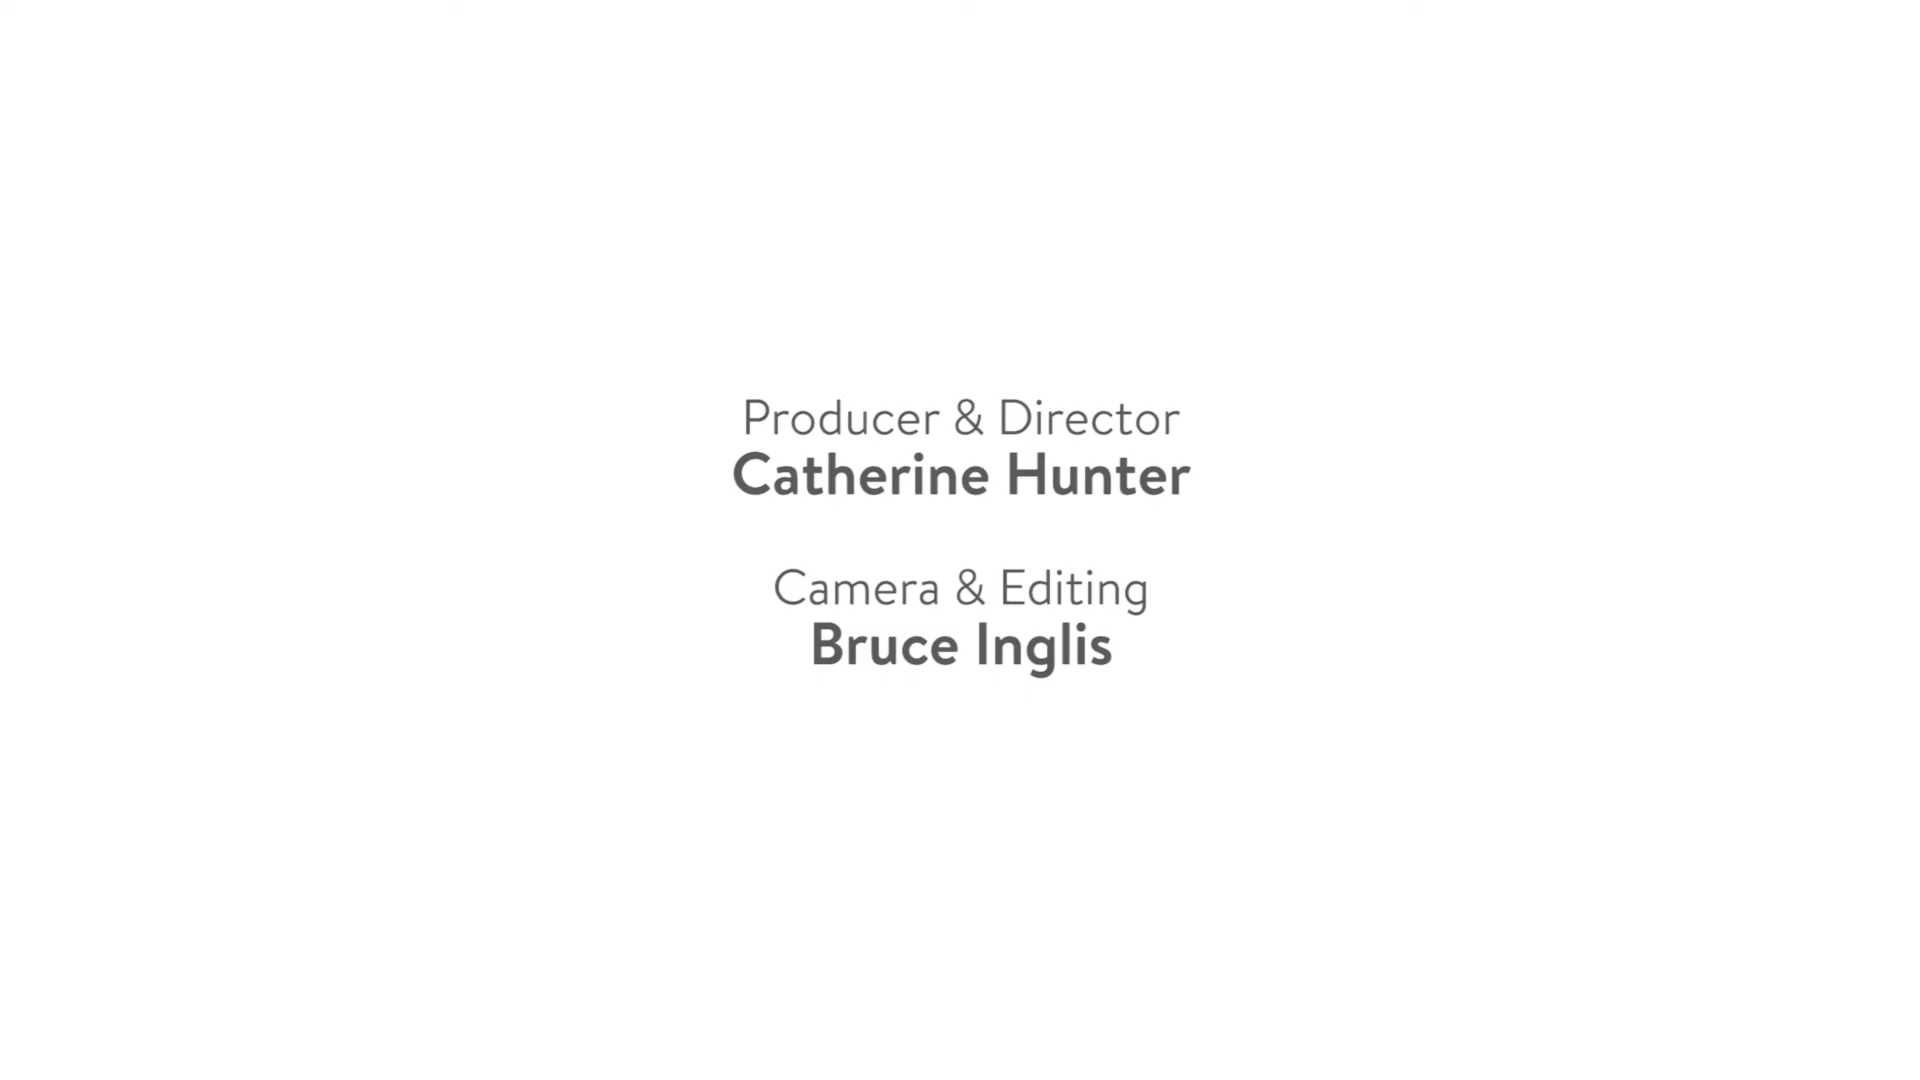 Producer & Director
Catherine Hunter
Camera & Editing
Bruce Inglis